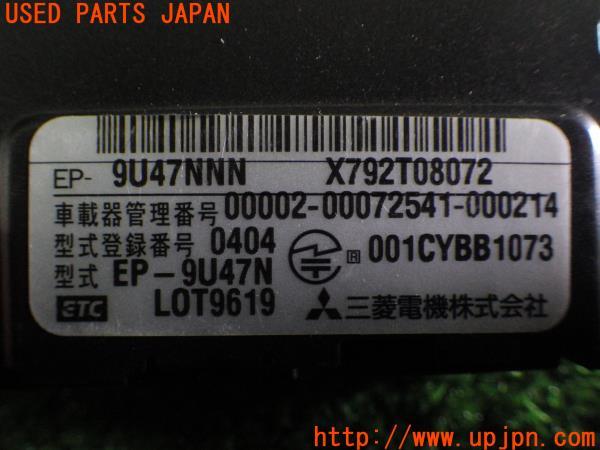 USED PARTS JAPAN
EP- 9U47NNN X792T08072
車載器管理番号 00002-00072541-000214
型式登録番号 0404 R 001CYBB1073
型式 EP-9U47N
ETC LOT9619 三菱電機株式会社
UPJ
http://www.upjpn.com/